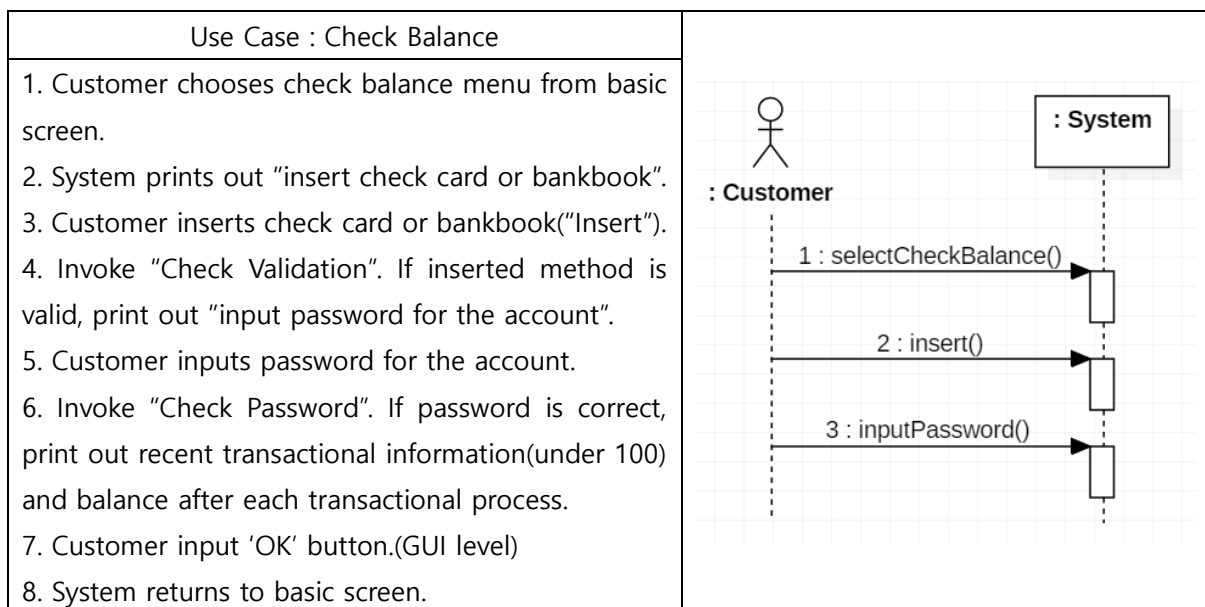 Use Case : Check Balance
1. Customer chooses check balance menu from basic
screen.
2. System prints out ”insert check card or bankbook”.
3. Customer inserts check card or bankbook(“Insert”).
4. Invoke “Check Validation”. If inserted method is
valid, print out ”input password for the account”.
5. Customer inputs password for the account.
6. Invoke “Check Password”. If password is correct,
print out recent transactional information(under 100)
and balance after each transactional process.
7. Customer input ‘OK’ button.(GUI level)
8. System returns to basic screen.
: System
: Customer
1 : selectCheckBalance()
2 : insert()
3 : inputPassword()